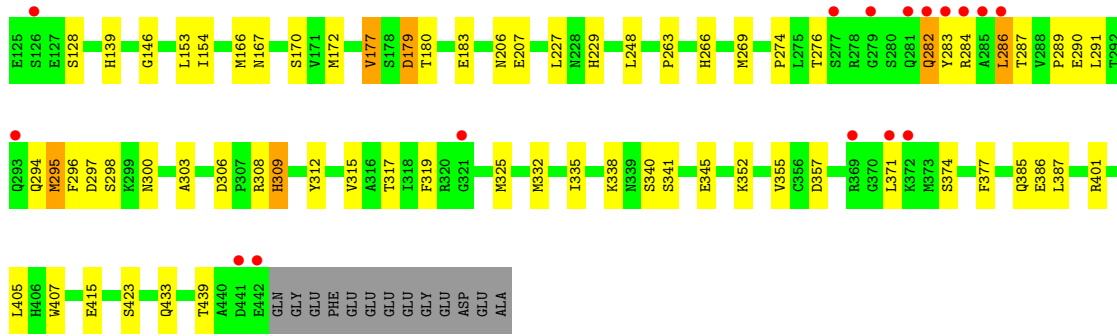 E125 S126 E127 S128 H139 G146 L153 I154 M166 N167 S170 V171 M172 V177 S178 D179 T180 E183 N206 E207 L227 N228 H229 L248 P263 H266 M269 P274 L275 T276 S277 R278 G279 S280 Q281 Q282 Y283 R284 A285 L286 T287 V288 P289 E290 L291 T292
Q293 Q294 M295 F296 D297 S298 K299 N300 A303 D306 P307 R308 H309 Y312 V315 A316 T317 I318 F319 R320 G321 M325 M332 I335 K338 N339 S340 S341 E345 K352 V355 C356 D357 R369 G370 L371 K372 M373 S374 F377 Q385 E386 L387 R401
L405 H406 W407 E415 S423 Q433 T439 A440 D441 E442 GLN GLY GLU PHE GLU GLU GLU GLU GLY GLU ASP GLU ALA